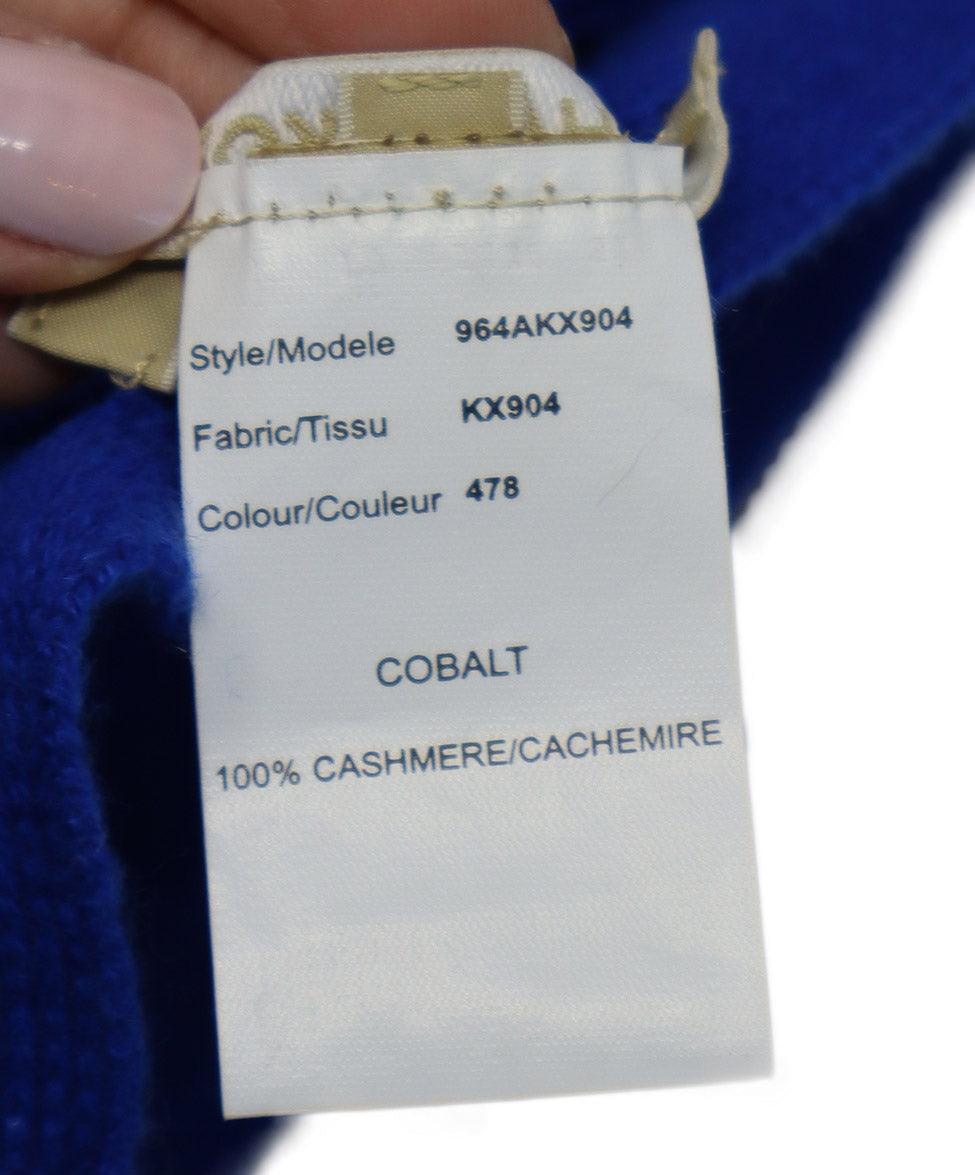 Style/Modele 964AKX904
Fabric/Tissu KX904
Colour/Couleur 478
COBALT
100% CASHMERE/CACHEMIRE